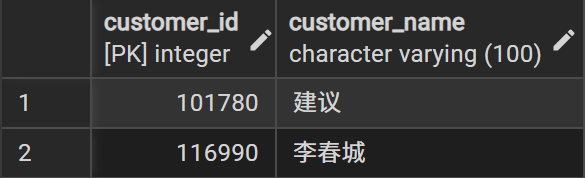 customer_id customer_name
[PK] integer character varying (100)
1 101780 建议
2 116990 李春城